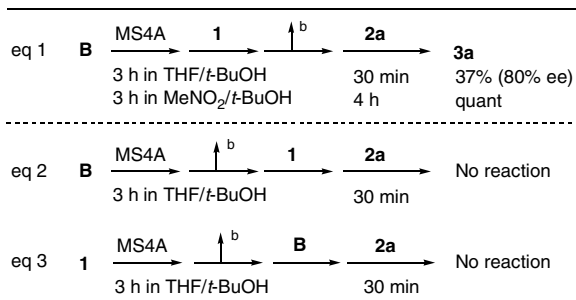 eq 1 B MS4A 1 b 2a 3a
3 h in THF/t-BuOH 30 min 37% (80% ee)
3 h in MeNO2/t-BuOH 4 h quant
eq 2 B MS4A b 1 2a No reaction
3 h in THF/t-BuOH 30 min
eq 3 1 MS4A b B 2a No reaction
3 h in THF/t-BuOH 30 min